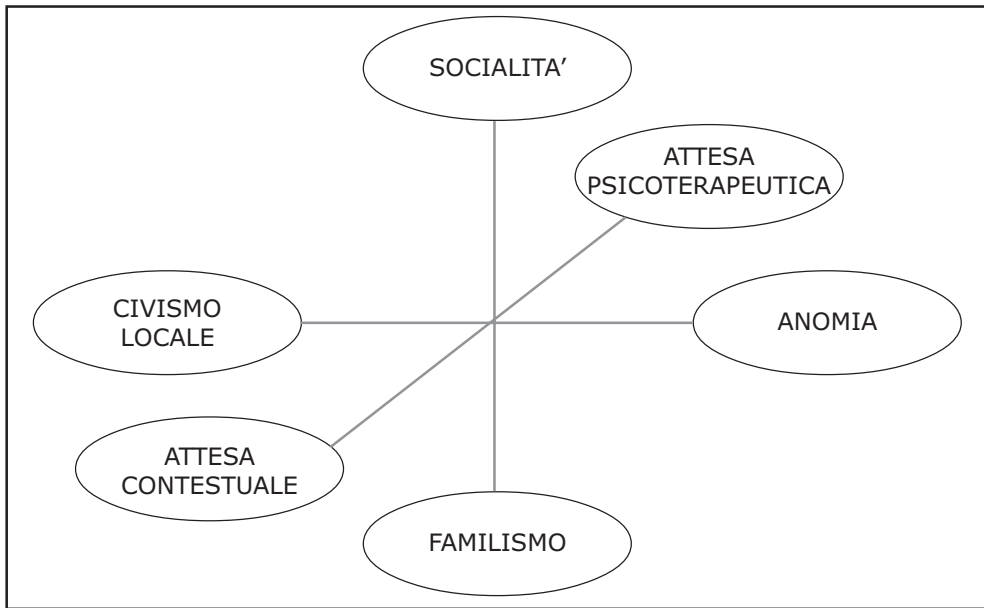 SOCIALITA’
ATTESA
PSICOTERAPEUTICA
CIVISMO
LOCALE
ANOMIA
ATTESA
CONTESTUALE
FAMILISMO